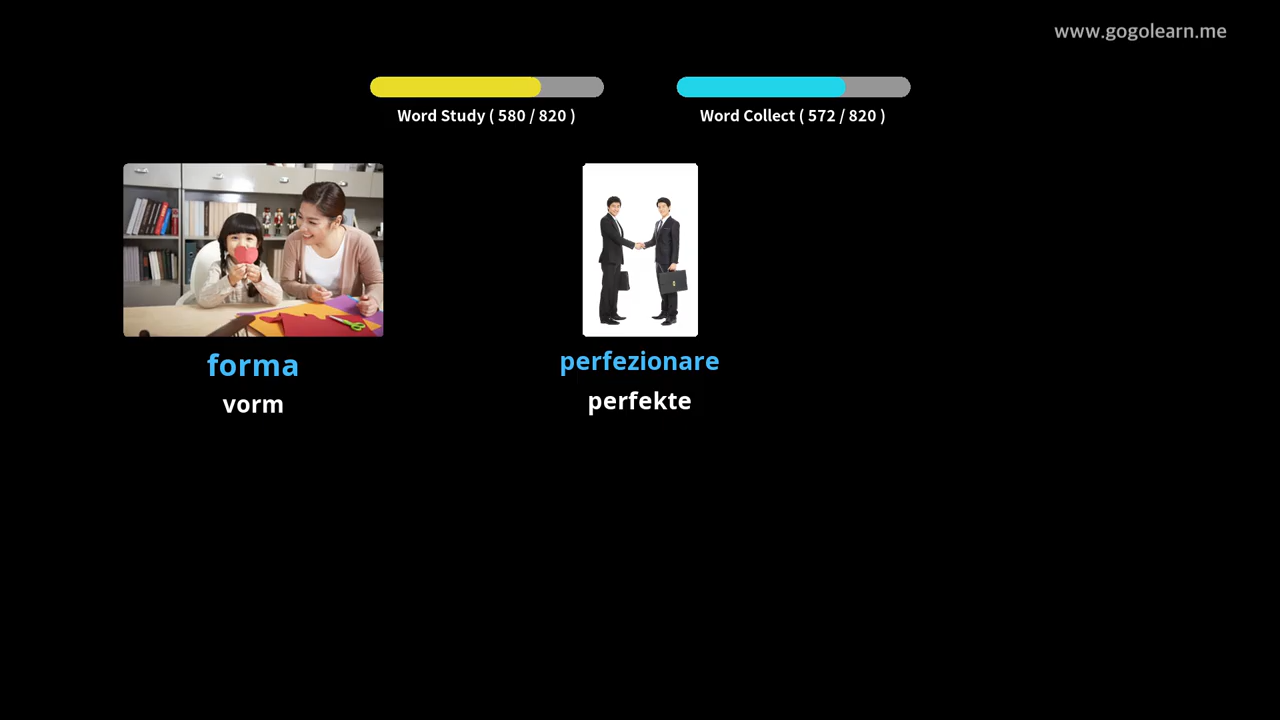 www.gogolearn.me
Word Study ( 580 / 820 )
Word Collect ( 572 / 820 )
forma
vorm
perfezionare
perfekte